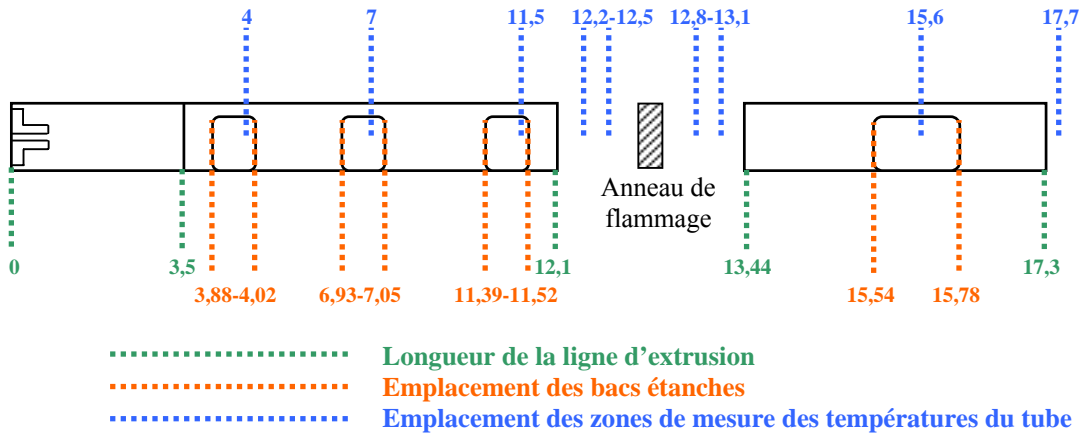 4 7 11,5 12,2-12,5 12,8-13,1 15,6 17,7
Anneau de
flammage
0 3,5 12,1 13,44 17,3
3,88-4,02 6,93-7,05 11,39-11,52 15,54 15,78
Longueur de la ligne d’extrusion
Emplacement des bacs étanches
Emplacement des zones de mesure des températures du tube